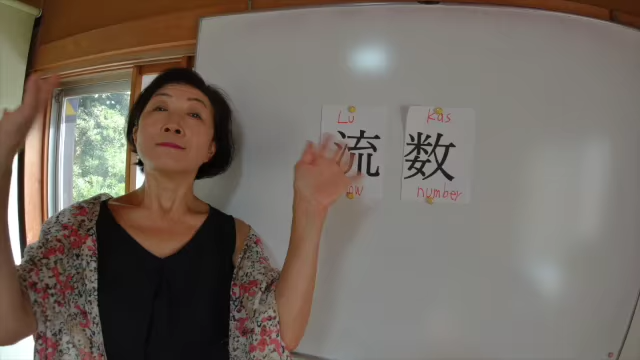 Lu
流
Kas
数
number